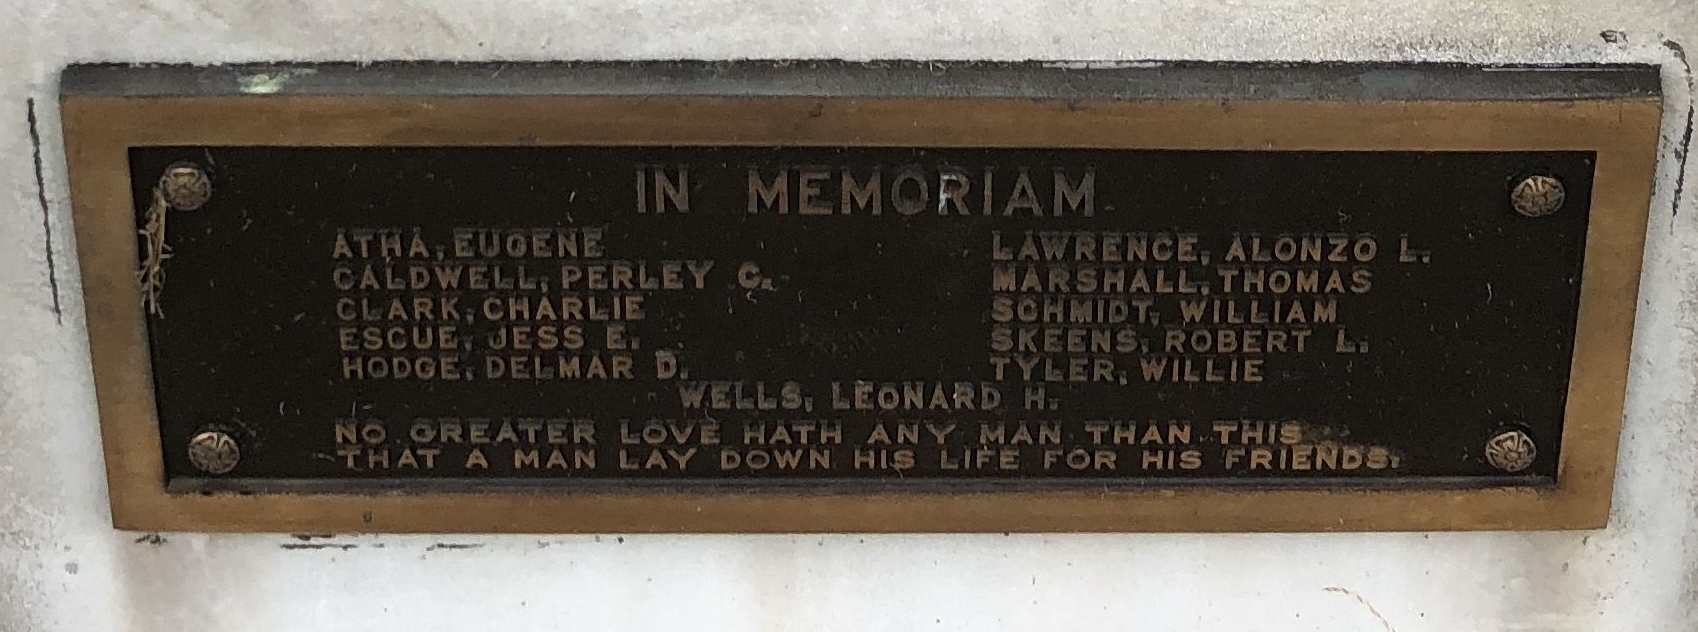 IN MEMORIAM
ATHA, EUGENE
CALDWELL, PERLEY C.
CLARK, CHARLIE
ESCUE, JESS E.
HODGE, DELMAR D.
LAWRENCE, ALONZO L.
MARSHALL, THOMAS
SCHMIDT, WILLIAM
SKEENS, ROBERT L.
TYLER, WILLIE
WELLS, LEONARD H.
NO GREATER LOVE HATH ANY MAN THAN THIS
THAT A MAN LAY DOWN HIS LIFE FOR HIS FRIENDS.